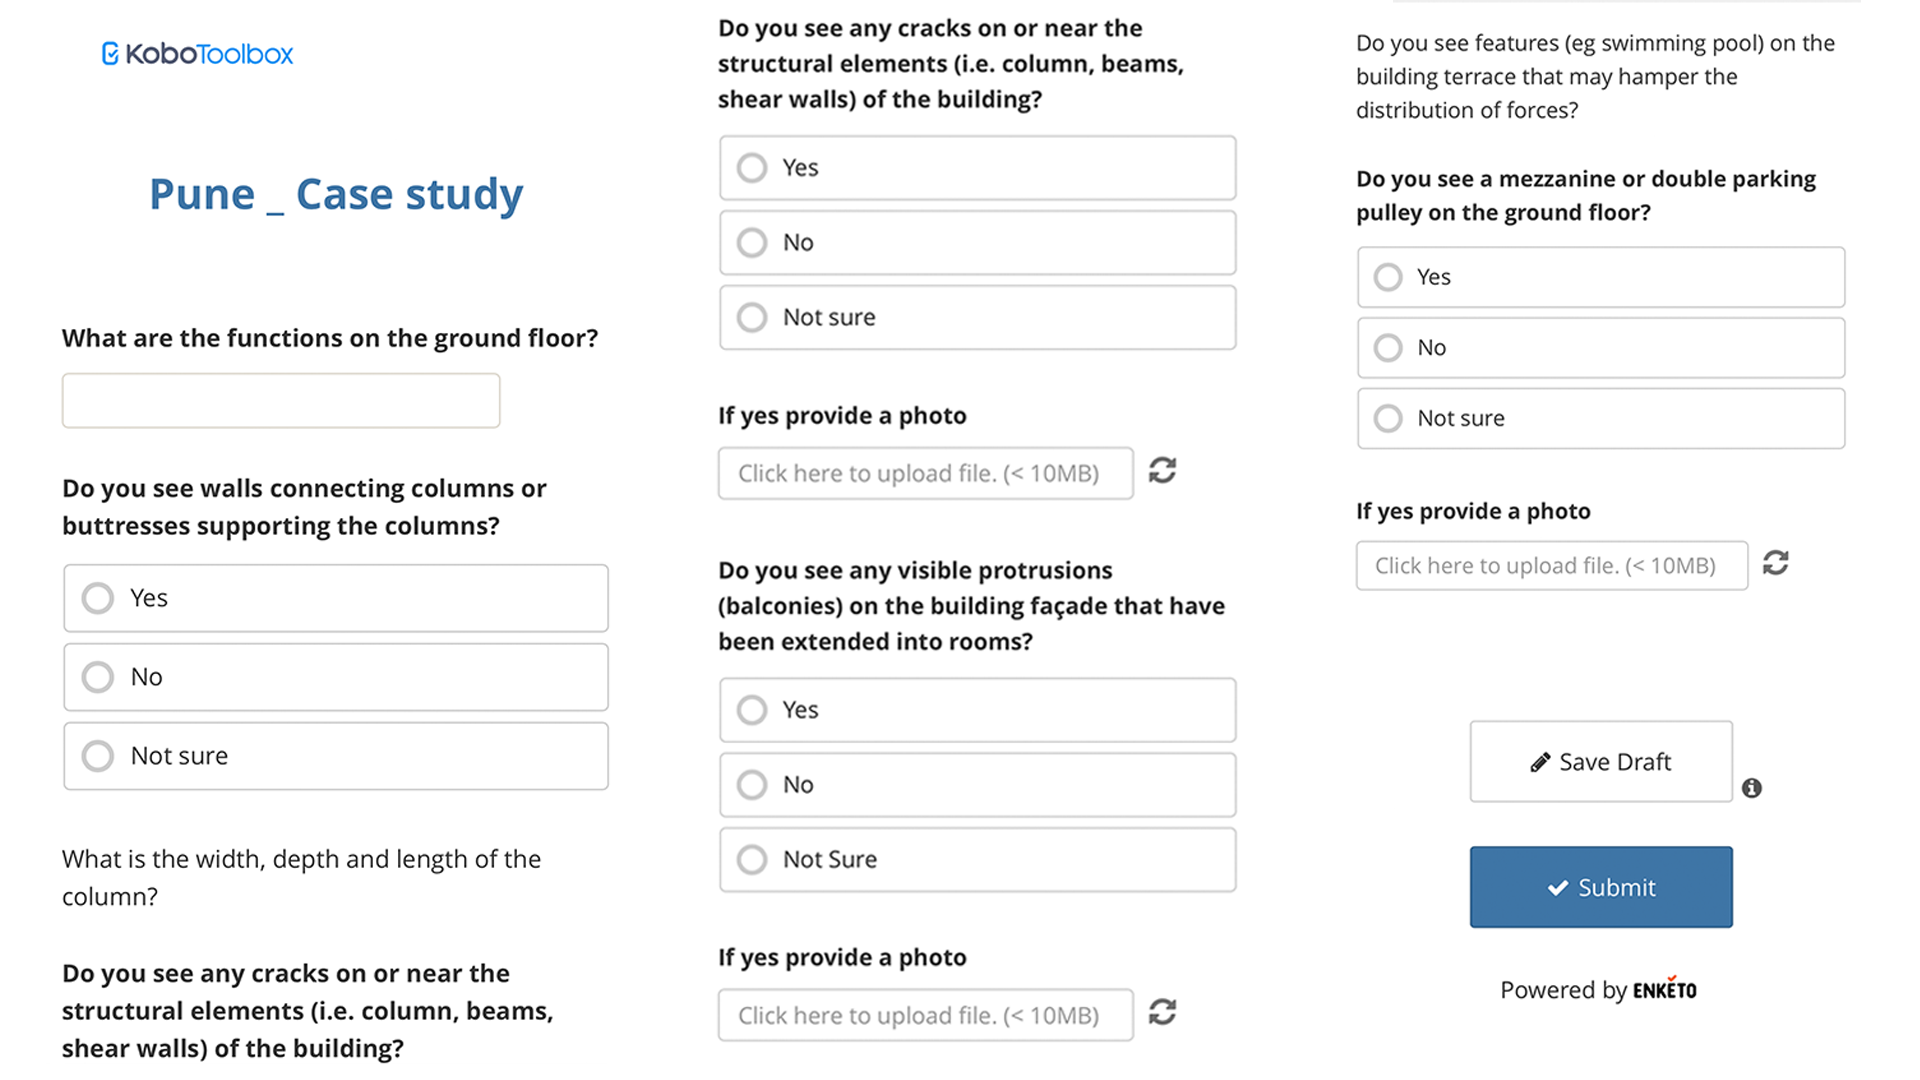 KoboToolbox
Pune _ Case study
What are the functions on the ground floor?
Do you see walls connecting columns or
buttresses supporting the columns?
Yes
No
Not sure
What is the width, depth and length of the
column?
Do you see any cracks on or near the
structural elements (i.e. column, beams,
shear walls) of the building?
Do you see any cracks on or near the
structural elements (i.e. column, beams,
shear walls) of the building?
Yes
No
Not sure
If yes provide a photo
Click here to upload file. (< 10MB)
Do you see any visible protrusions
(balconies) on the building façade that have
been extended into rooms?
Yes
No
Not Sure
If yes provide a photo
Click here to upload file. (< 10MB)
Do you see features (eg swimming pool) on the
building terrace that may hamper the
distribution of forces?
Do you see a mezzanine or double parking
pulley on the ground floor?
Yes
No
Not sure
If yes provide a photo
Click here to upload file. (< 10MB)
Save Draft
Submit
Powered by ENKETO